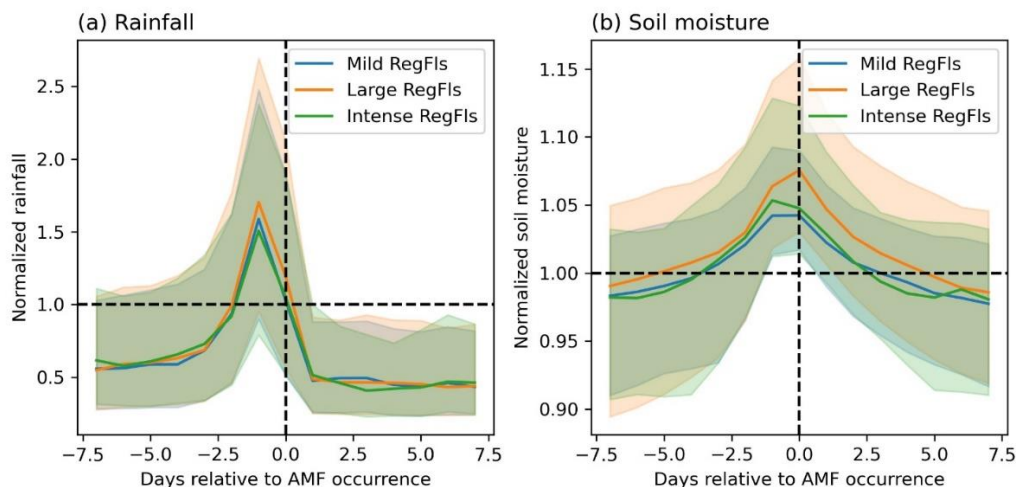 (a) Rainfall
Normalized rainfall
2.5
2.0
1.5
1.0
0.5
Mild RegFls
Large RegFls
Intense RegFls
−7.5 −5.0 −2.5 0.0 2.5 5.0 7.5
Days relative to AMF occurrence
(b) Soil moisture
Normalized soil moisture
1.15
1.10
1.05
1.00
0.95
0.90
Mild RegFls
Large RegFls
Intense RegFls
−7.5 −5.0 −2.5 0.0 2.5 5.0 7.5
Days relative to AMF occurrence